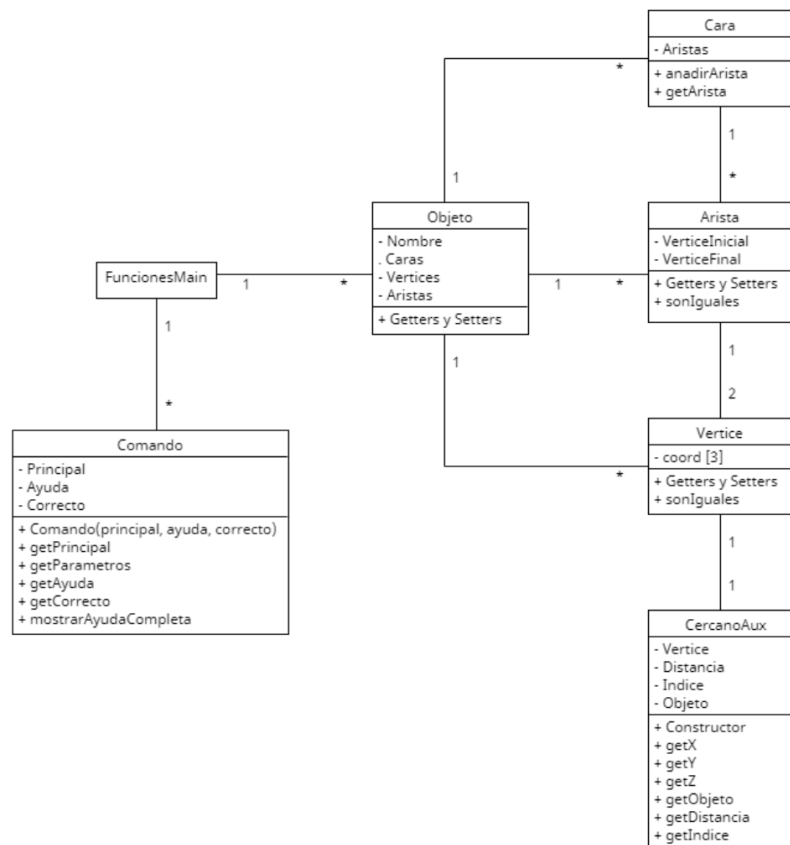 Cara
- Aristas
+ anadirArista
+ getArista
*
1
1
*
Objeto
- Nombre
. Caras
- Vertices
- Aristas
+ Getters y Setters
Arista
- VerticeInicial
- VerticeFinal
+ Getters y Setters
+ sonIguales
FuncionesMain
1
*
1
*
1
1
1
2
*
Comando
- Principal
- Ayuda
- Correcto
+ Comando(principal, ayuda, correcto)
+ getPrincipal
+ getParametros
+ getAyuda
+ getCorrecto
+ mostrarAyudaCompleta
Vertice
- coord [3]
+ Getters y Setters
+ sonIguales
*
1
1
CercanoAux
- Vertice
- Distancia
- Indice
- Objeto
+ Constructor
+ getX
+ getY
+ getZ
+ getObjeto
+ getDistancia
+ getIndice